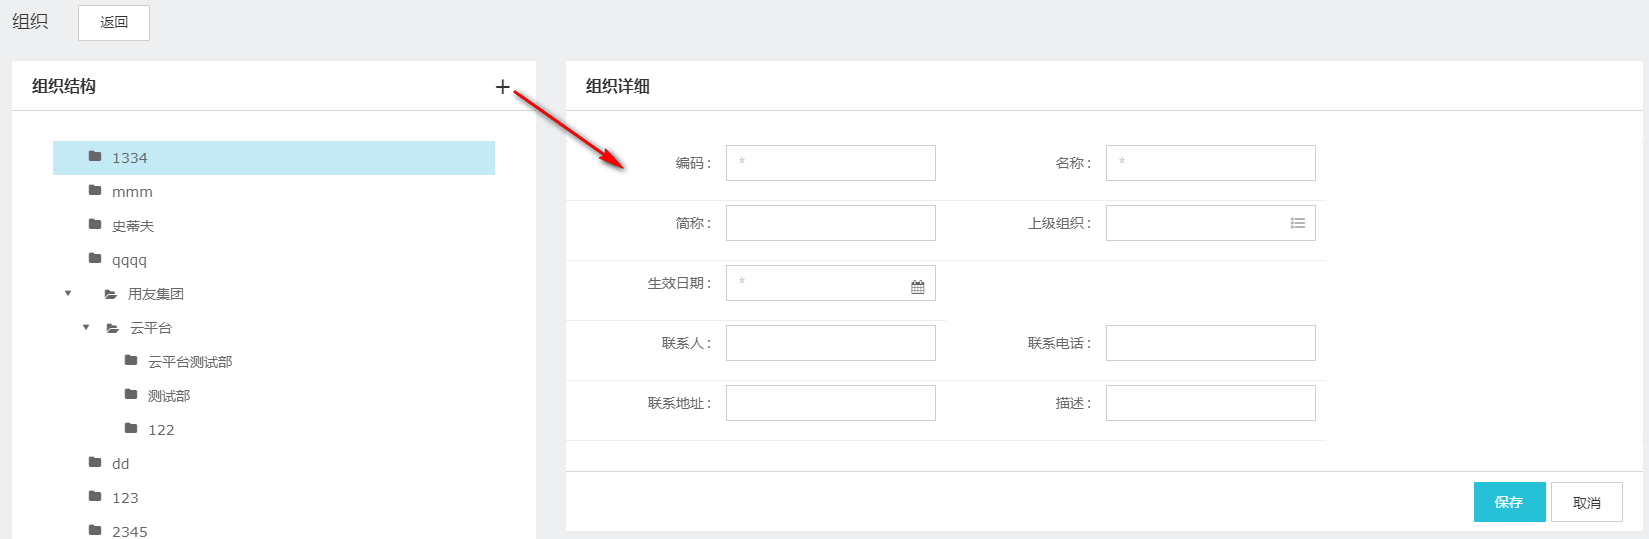 组织 返回
组织结构 +
1334
mmm
史蒂夫
qqqq
用友集团
云平台
云平台测试部
测试部
122
dd
123
2345
组织详细
编码： * 名称： *
简称： 上级组织：
生效日期： *
联系人： 联系电话：
联系地址： 描述：
保存 取消